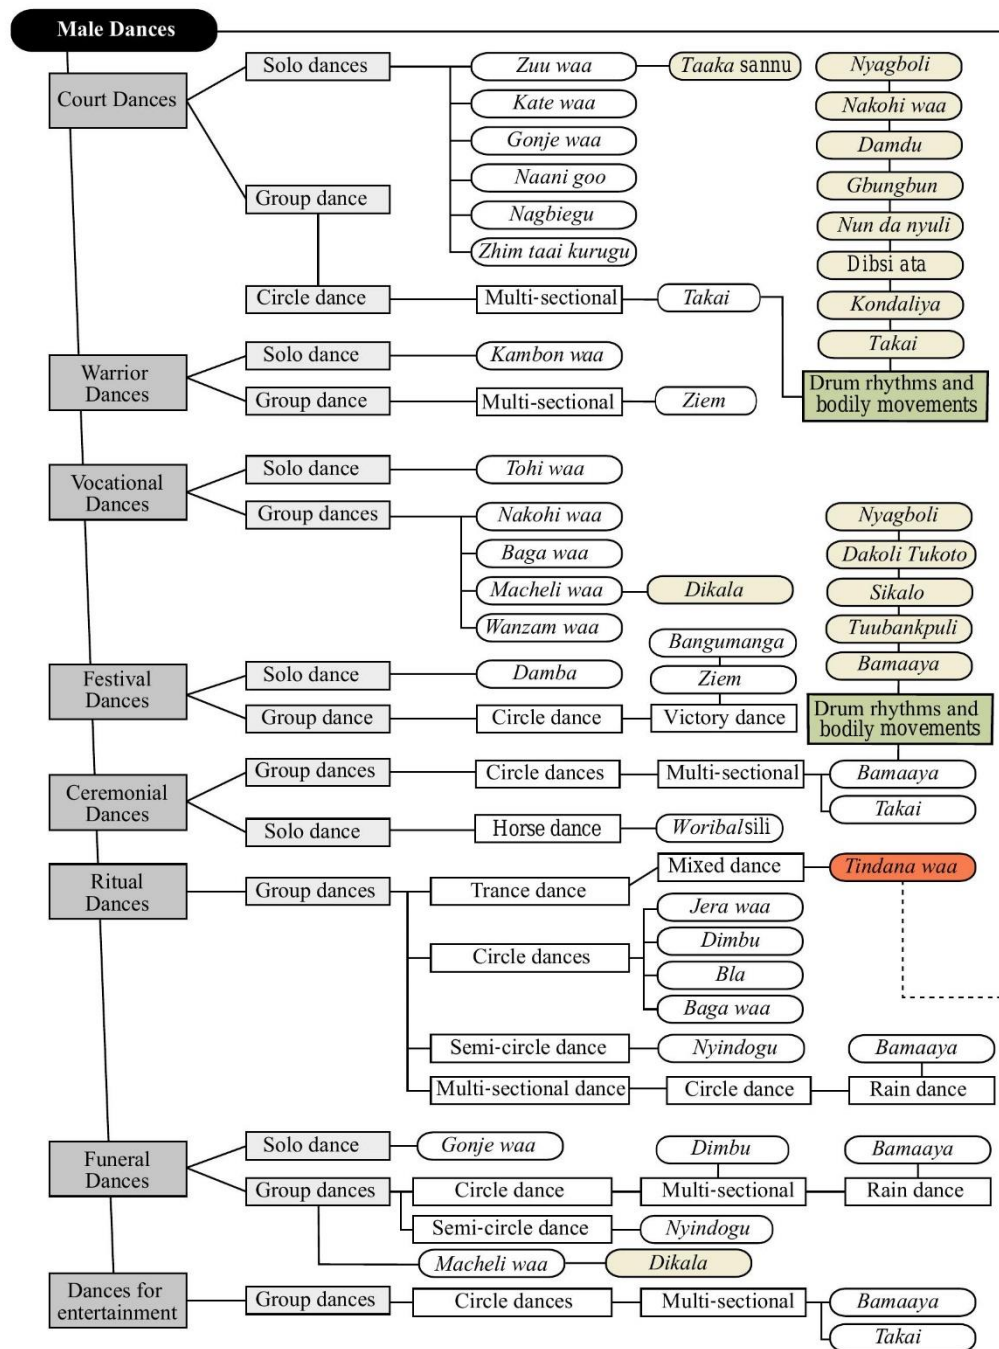 Male Dances
Court Dances
Solo dances
Zuu waa
Taaka sannu
Kate waa
Gonje waa
Naani goo
Nagbiegu
Zhim taai kurugu
Group dance
Circle dance
Multi-sectional
Takai
Nyagboli
Nakohi waa
Damdu
Gbungbun
Nun da nyuli
Dibsi ata
Kondaliya
Takai
Drum rhythms and
bodily movements
Warrior
Dances
Solo dance
Kambon waa
Group dance
Multi-sectional
Ziem
Vocational
Dances
Solo dance
Tohi waa
Group dances
Nakohi waa
Baga waa
Macheli waa
Dikala
Wanzam waa
Nyagboli
Dakoli Tukoto
Sikalo
Tuubankpuli
Bamaaya
Drum rhythms and
bodily movements
Festival
Dances
Solo dance
Damba
Group dance
Circle dance
Victory dance
Bangumanga
Ziem
Ceremonial
Dances
Group dances
Circle dances
Multi-sectional
Bamaaya
Takai
Solo dance
Horse dance
Woribalsili
Ritual
Dances
Group dances
Trance dance
Mixed dance
Tindana waa
Circle dances
Jera waa
Dimbu
Bla
Baga waa
Semi-circle dance
Nyindogu
Multi-sectional dance
Circle dance
Rain dance
Bamaaya
Funeral
Dances
Solo dance
Gonje waa
Group dances
Circle dance
Multi-sectional
Dimbu
Rain dance
Bamaaya
Semi-circle dance
Nyindogu
Macheli waa
Dikala
Dances for
entertainment
Group dances
Circle dances
Multi-sectional
Bamaaya
Takai